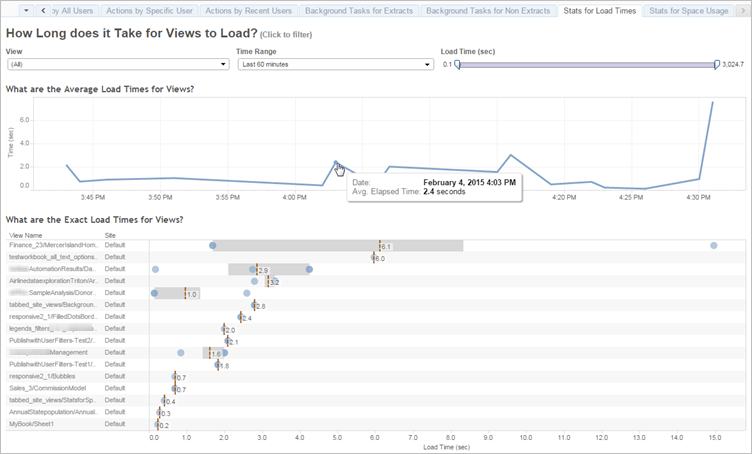 by All Users Actions by Specific User Actions by Recent Users Background Tasks for Extracts Background Tasks for Non Extracts Stats for Load Times Stats for Space Usage
How Long does it Take for Views to Load? (Click to filter)
View Time Range Load Time (sec)
(All) Last 60 minutes 0.1 3,024.7
What are the Average Load Times for Views?
Time (sec)
6.0
4.0
2.0
0.0
Date: February 4, 2015 4:03 PM
Avg. Elapsed Time: 2.4 seconds
3:45 PM 3:50 PM 3:55 PM 4:00 PM 4:20 PM 4:25 PM 4:30 PM
What are the Exact Load Times for Views?
View Name Site
Finance_23/MercerIslandHom.. Default 6.1
testworkbook_all_text_options.. Default 6.0
AutomationResults/Da.. Default 2.9
AirlinedataexplorationTriton/Ar.. Default 3.2
SampleAnalysis/Donor.. Default 1.0
tabbed_site_views/Backgroun.. Default 2.8
responsive2_1/FilledDotsBord.. Default 2.4
legends_filters_ Default 2.0
PublishwithUserFilters-Test2/.. Default 2.1
Management Default 1.6
PublishwithUserFilters-Test1/.. Default 1.8
responsive2_1/Bubbles Default 0.7
Sales_3/CommissionModel Default 0.7
tabbed_site_views/StatsforSp.. Default 0.4
AnnualStatepopulation/Annual.. Default 0.3
MyBook/Sheet1 Default 0.2
0.0 1.0 2.0 3.0 4.0 5.0 6.0 7.0 8.0 9.0 10.0 11.0 12.0 13.0 14.0 15.0
Load Time (sec)